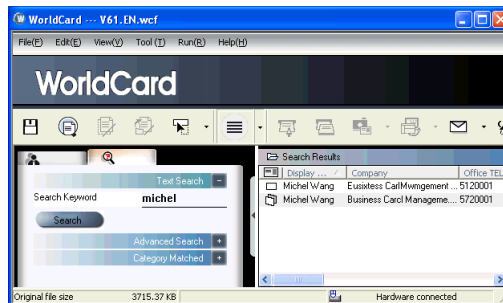 WorldCard --- V61.EN.wcf
File(F) Edit(E) View(V) Tool (T) Run(R) Help(H)
WorldCard
Text Search
Search Keyword michel
Search
Advanced Search
Category Matched
Search Results
Display ... Company Office TEL
Michel Wang Eusixtess CarlMwmgement ... 5120001
Michel Wang Business Carcl Manageme.... 5720001
Original file size 3715.37 KB Hardware connected